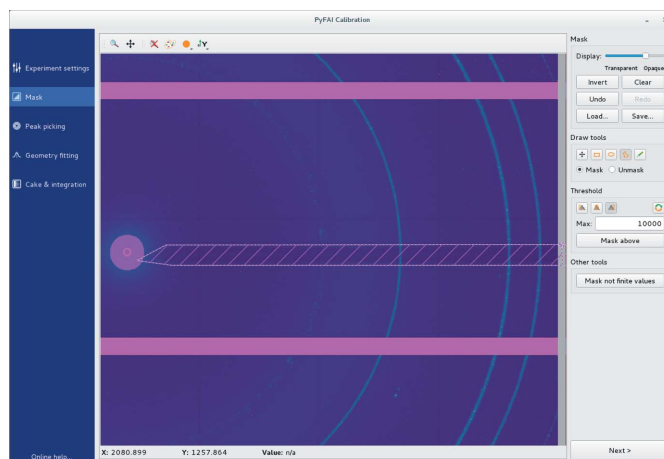 PyFAI Calibration
Experiment settings
Mask
Peak picking
Geometry fitting
Cake & integration
Online help...
X: 2080.899 Y: 1257.864 Value: n/a
Mask
Display:
Transparent Opaque
Invert Clear
Undo Redo
Load... Save...
Draw tools
Mask Unmask
Threshold
Max: 10000
Mask above
Other tools
Mask not finite values
Next >